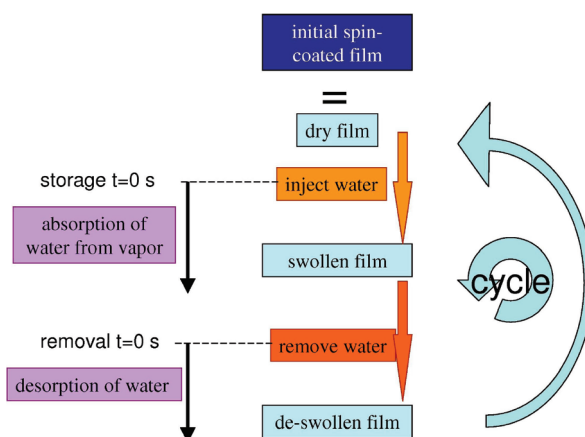 initial spin-
coated film
=
dry film
storage t=0 s
inject water
absorption of
water from vapor
swollen film
cycle
removal t=0 s
remove water
desorption of water
de-swollen film